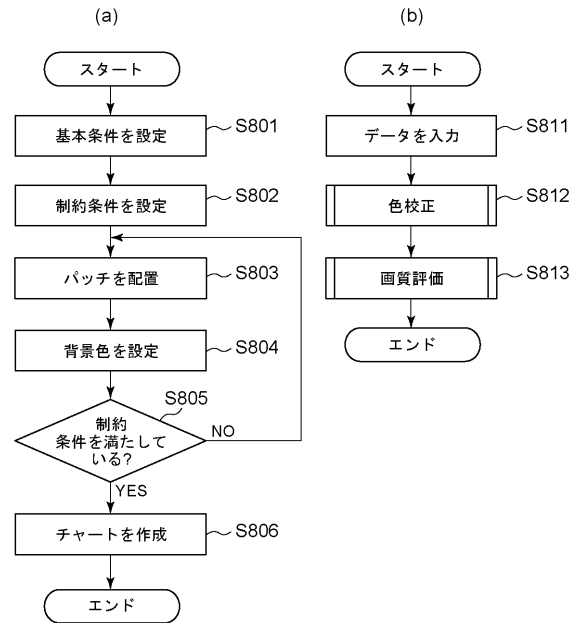 (a)
スタート
基本条件を設定
S801
制約条件を設定
S802
パッチを配置
S803
背景色を設定
S804
S805
制約
条件を満たして
いる?
NO
YES
チャートを作成
S806
エンド
(b)
スタート
データを入力
S811
色校正
S812
画質評価
S813
エンド